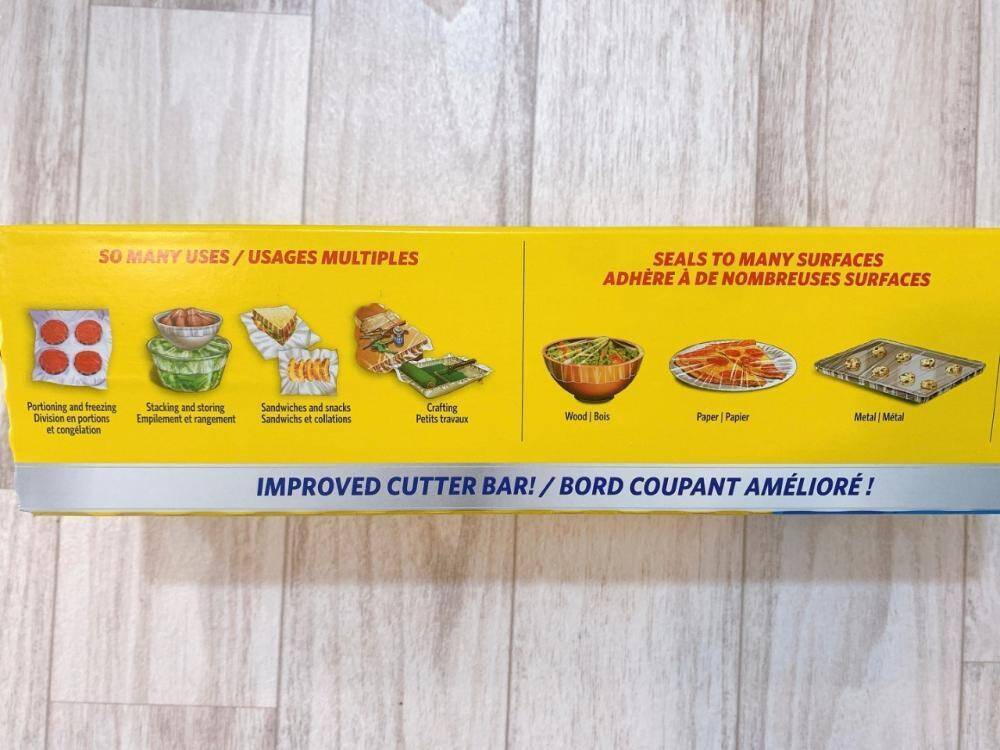 SO MANY USES / USAGES MULTIPLES
Portioning and freezing
Division en portions
et congélation
Stacking and storing
Empilement et rangement
Sandwiches and snacks
Sandwichs et collations
Crafting
Petits travaux
SEALS TO MANY SURFACES
ADHÈRE À DE NOMBREUSES SURFACES
Wood | Bois
Paper | Papier
Metal | Métal
IMPROVED CUTTER BAR! / BORD COUPANT AMÉLIORÉ !